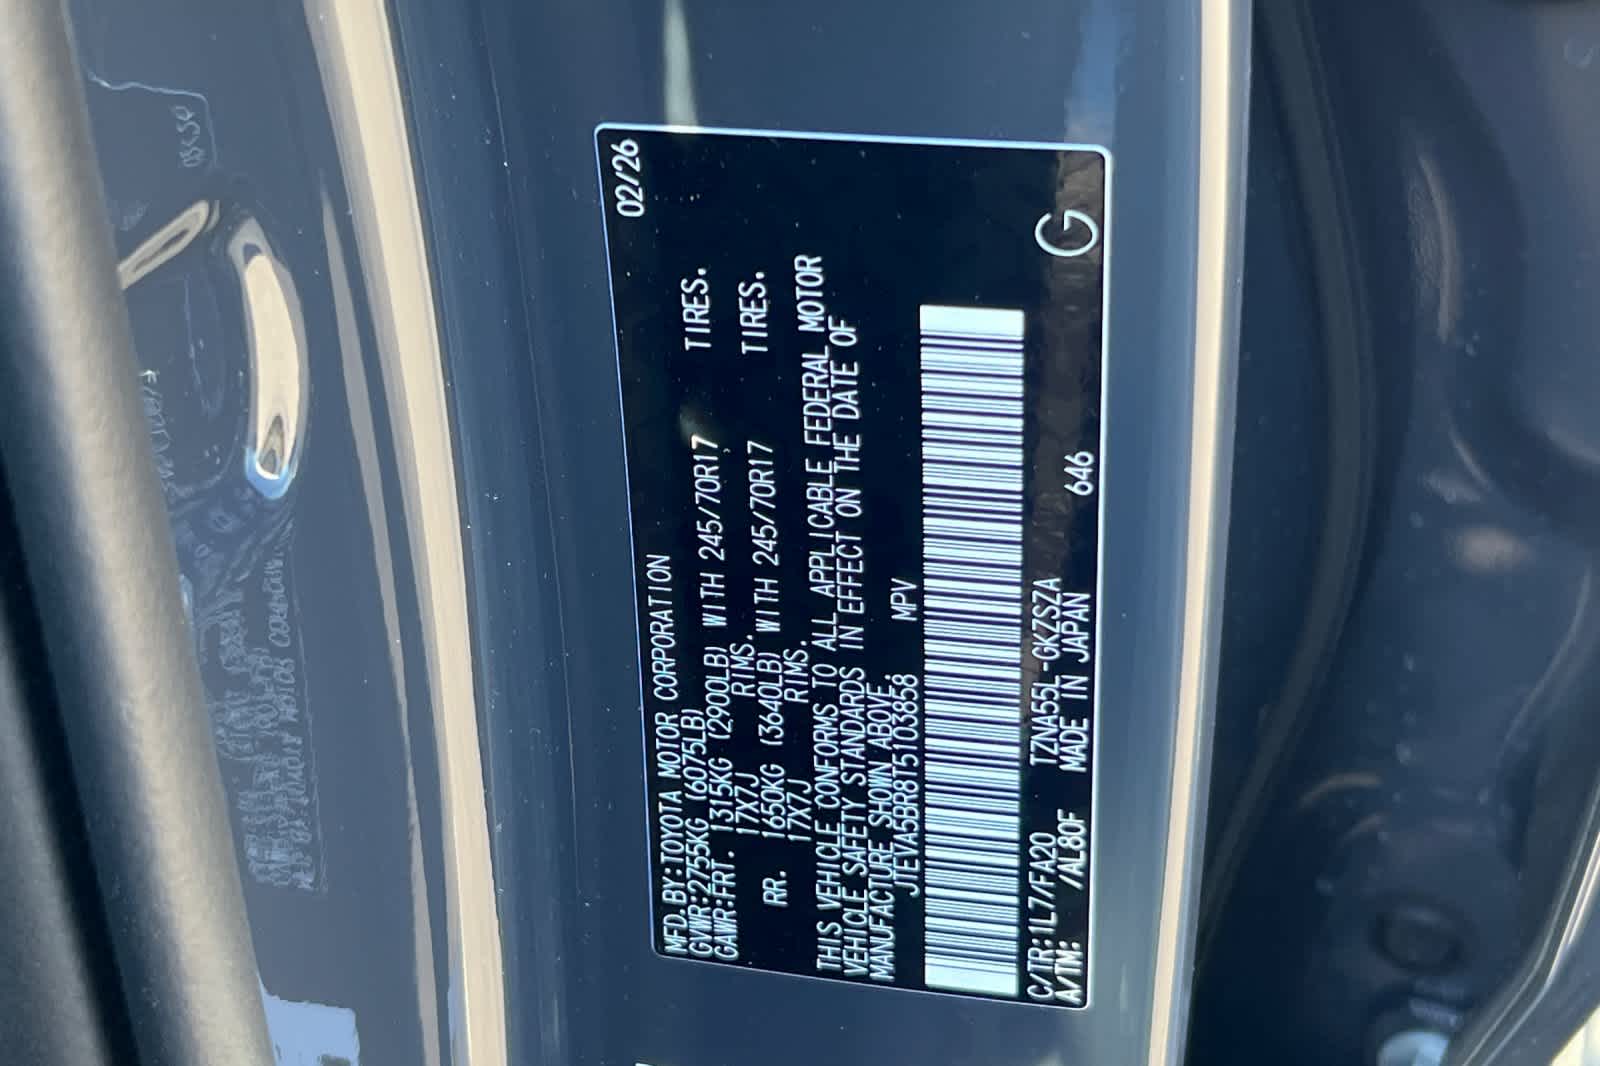 02/26
MFD.BY:TOYOTA MOTOR CORPORATION
GVWR:2755KG (6075LB)
GAWR:FRT. 1315KG (2900LB) WITH 245/70R17 TIRES,
17X7J RIMS.
RR. 1650KG (3640LB) WITH 245/70R17 TIRES.
17X7J RIMS.
THIS VEHICLE CONFORMS TO ALL APPLICABLE FEDERAL MOTOR
VEHICLE SAFETY STANDARDS IN EFFECT ON THE DATE OF
MANUFACTURE SHOWN ABOVE.
JTEVA5BR8T5103858 MPV
C/TR:1L7/FA20 TZNA55L-GKZSZA
A/TM: /AL80F MADE IN JAPAN 646
G